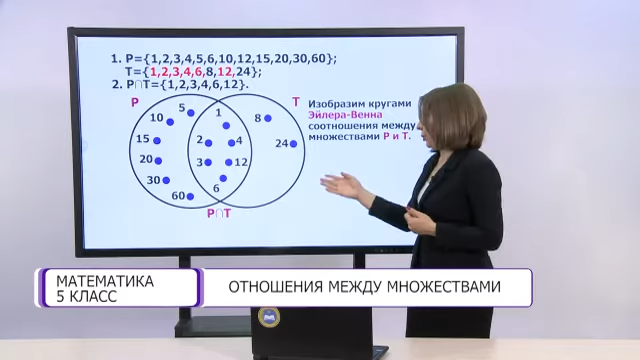 1. P={1,2,3,4,5,6,10,12,15,20,30,60};
T={1,2,3,4,6,8,12,24};
2. P∩T={1,2,3,4,6,12}.
P
T
Изобразим кругами
Эйлера-Венна
соотношения между
множествами P и T.
5
1
10
8
15
2
4
24
20
3
12
30
6
60
P∩T
МАТЕМАТИКА
5 КЛАСС
ОТНОШЕНИЯ МЕЖДУ МНОЖЕСТВАМИ